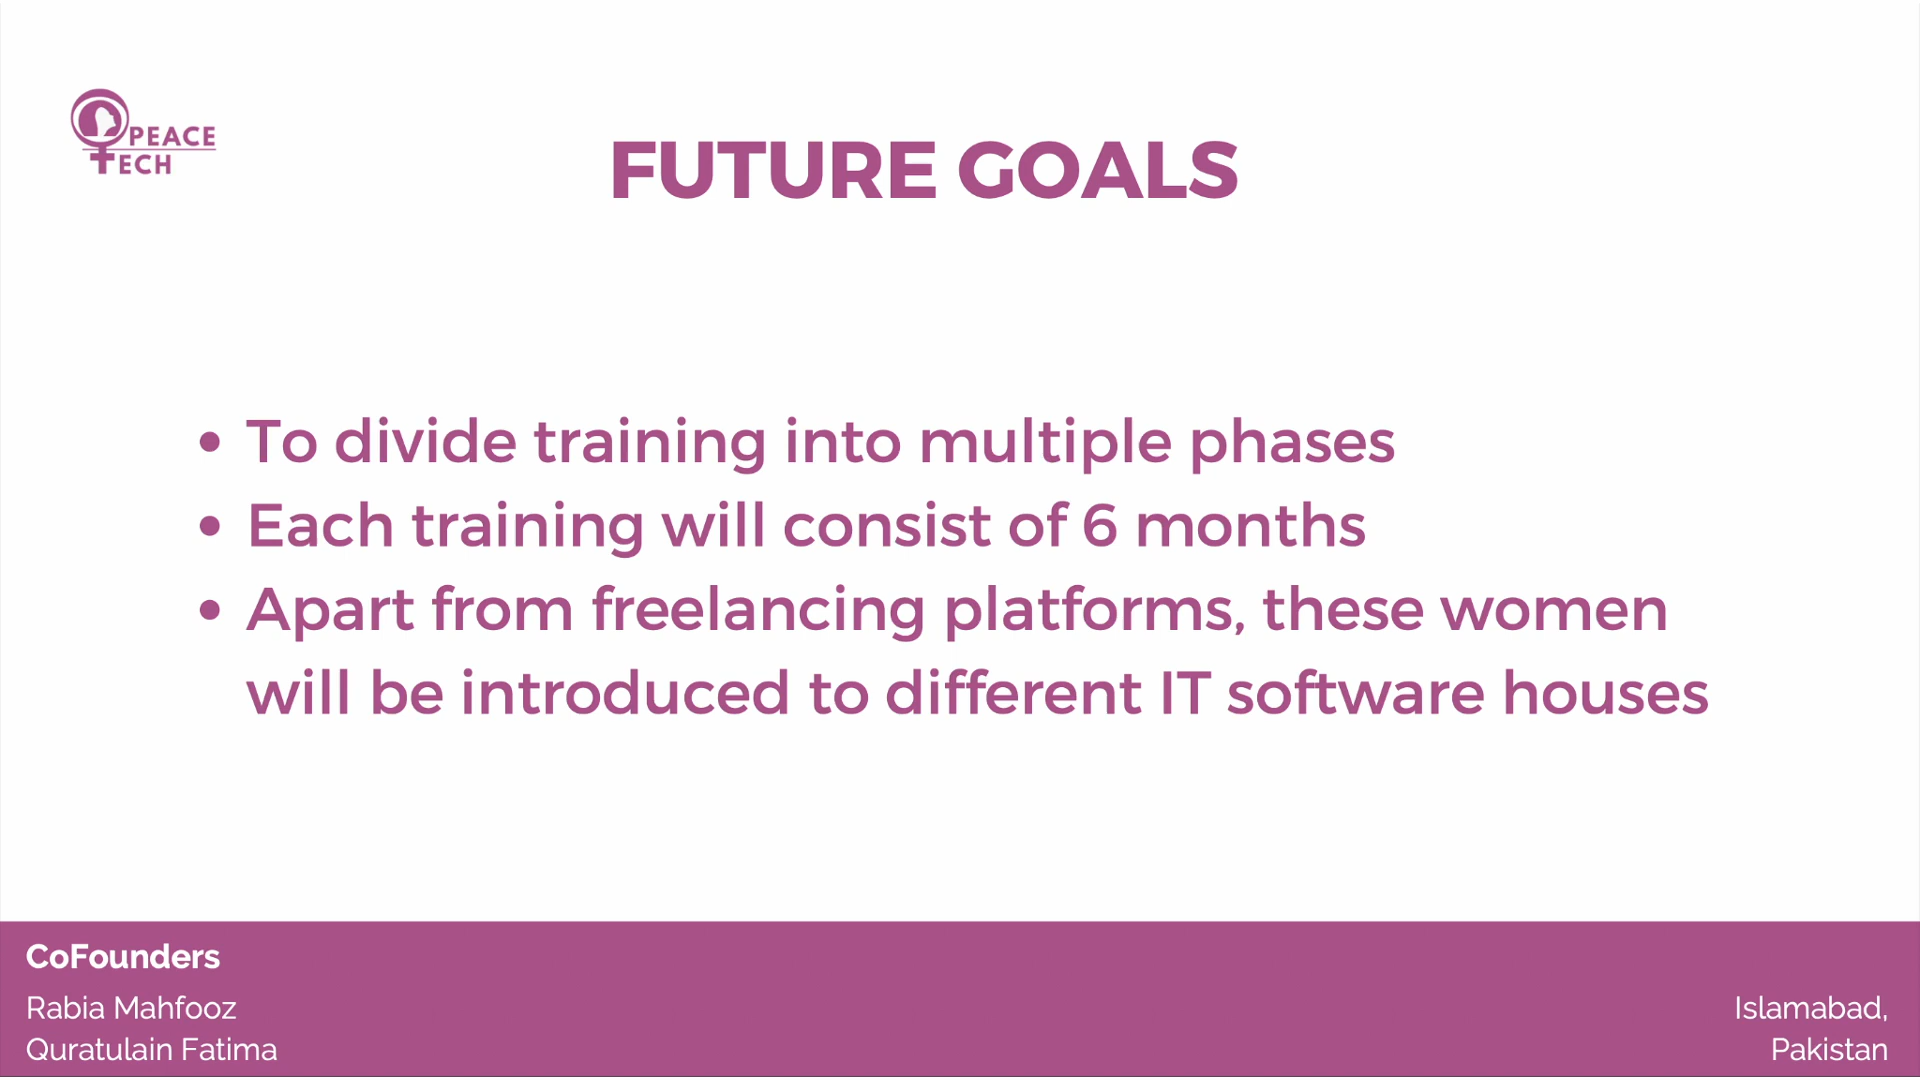 PEACE
TECH
FUTURE GOALS
• To divide training into multiple phases
• Each training will consist of 6 months
• Apart from freelancing platforms, these women
will be introduced to different IT software houses
CoFounders
Rabia Mahfooz
Quratulain Fatima
Islamabad,
Pakistan